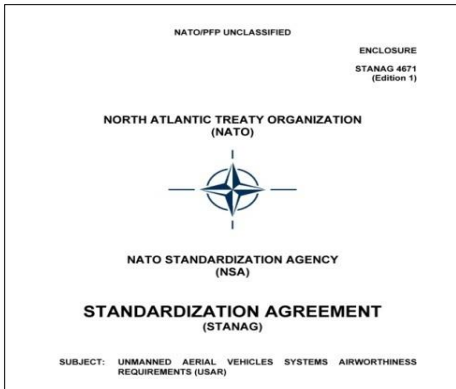 NATO/PFP UNCLASSIFIED
ENCLOSURE
STANAG 4671
(Edition 1)
NORTH ATLANTIC TREATY ORGANIZATION
(NATO)
NATO STANDARDIZATION AGENCY
(NSA)
STANDARDIZATION AGREEMENT
(STANAG)
SUBJECT: UNMANNED AERIAL VEHICLES SYSTEMS AIRWORTHINESS
REQUIREMENTS (USAR)